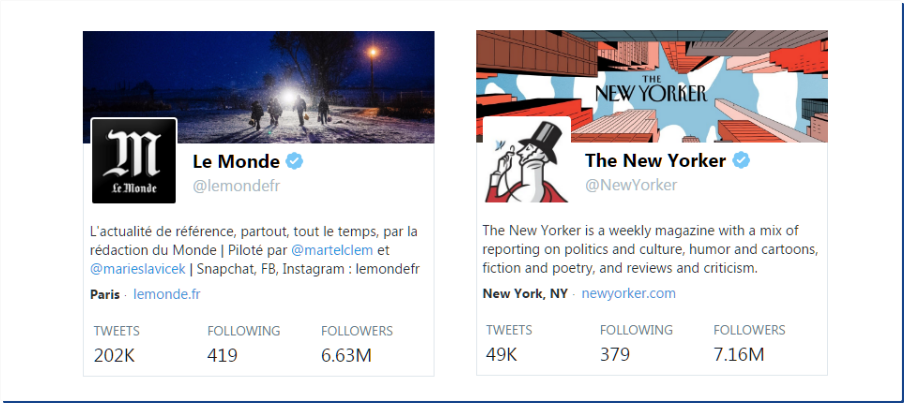 Le Monde
Le Monde
@lemondefr
L'actualité de référence, partout, tout le temps, par la
rédaction du Monde | Piloté par @martelclem et
@marieslavicek | Snapchat, FB, Instagram : lemondefr
Paris · lemonde.fr
TWEETS FOLLOWING FOLLOWERS
202K 419 6.63M
THE
NEW YORKER
The New Yorker
@NewYorker
The New Yorker is a weekly magazine with a mix of
reporting on politics and culture, humor and cartoons,
fiction and poetry, and reviews and criticism.
New York, NY · newyorker.com
TWEETS FOLLOWING FOLLOWERS
49K 379 7.16M